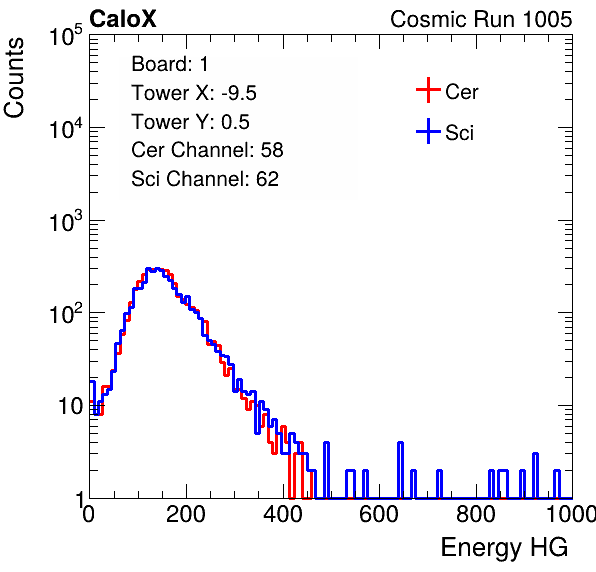 CaloX Cosmic Run 1005
Counts
Board: 1
Tower X: -9.5
Tower Y: 0.5
Cer Channel: 58
Sci Channel: 62
Cer
Sci
10^5
10^4
10^3
10^2
10
1
0 200 400 600 800 1000
Energy HG